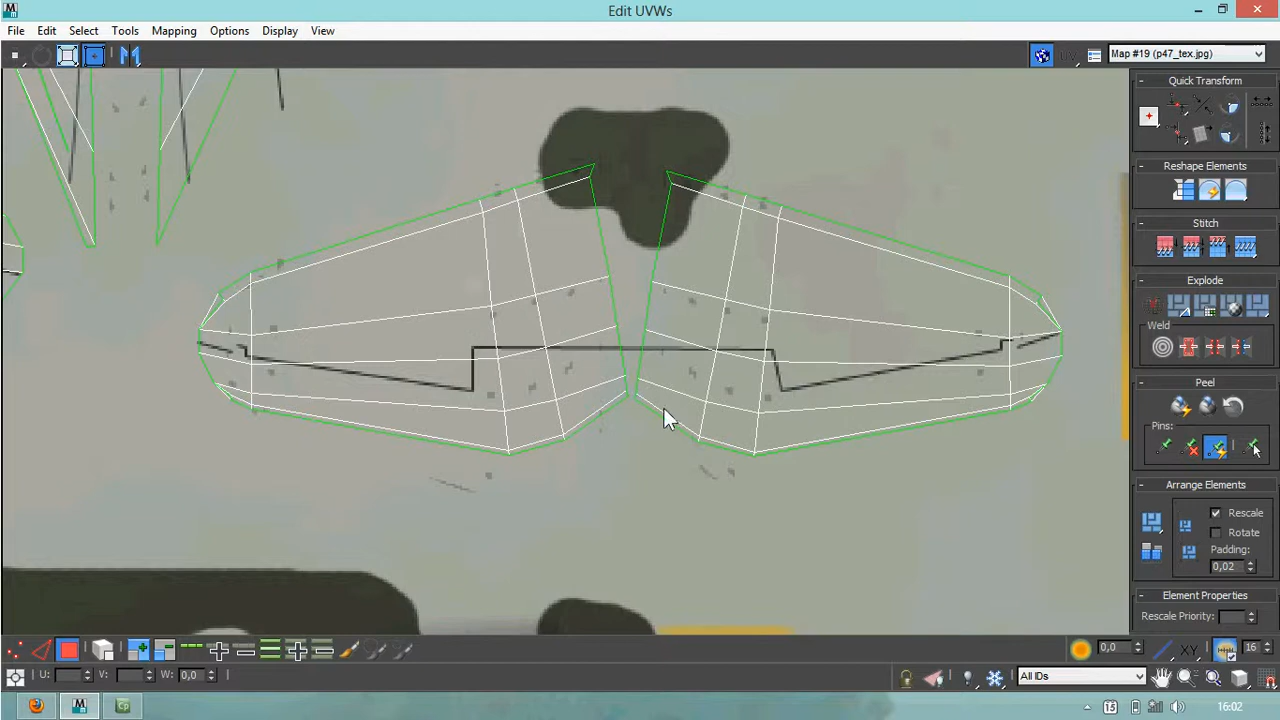 Edit UVWs
File Edit Select Tools Mapping Options Display View
Map #19 (p47_tex.jpg)
Quick Transform
Reshape Elements
Stitch
Explode
Weld
Peel
Pins:
Arrange Elements
Rescale
Rotate
Padding:
0,02
Element Properties
Rescale Priority:
0,0 XY 16
U: V: W: 0,0 All IDs
15 16:02